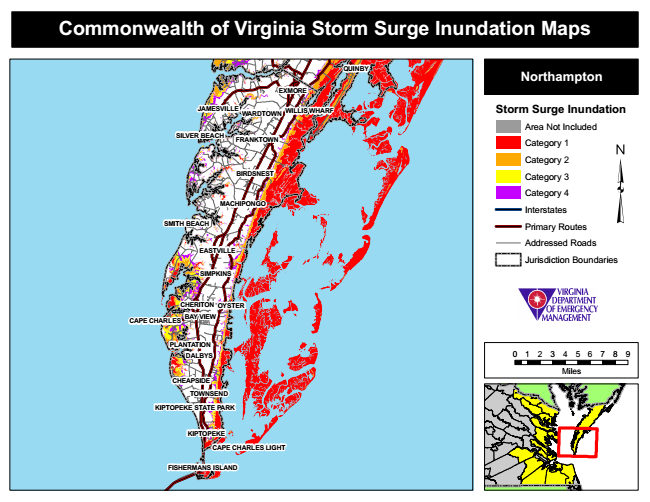 Commonwealth of Virginia Storm Surge Inundation Maps
QUINBY
EXMORE
JAMESVILLE
WARDTOWN
WILLIS WHARF
SILVER BEACH
FRANKTOWN
BIRDSNEST
MACHIPONGO
SMITH BEACH
EASTVILLE
SIMPKINS
CHERITON
OYSTER
BAY VIEW
CAPE CHARLES
PLANTATION
DALBYS
CHEAPSIDE
TOWNSEND
KIPTOPEKE STATE PARK
KIPTOPEKE
CAPE CHARLES LIGHT
FISHERMANS ISLAND
Northampton
Storm Surge Inundation
Area Not Included
Category 1
Category 2
Category 3
Category 4
Interstates
Primary Routes
Addressed Roads
Jurisdiction Boundaries
N
VIRGINIA
DEPARTMENT
OF EMERGENCY
MANAGEMENT
0 1 2 3 4 5 6 7 8 9
Miles